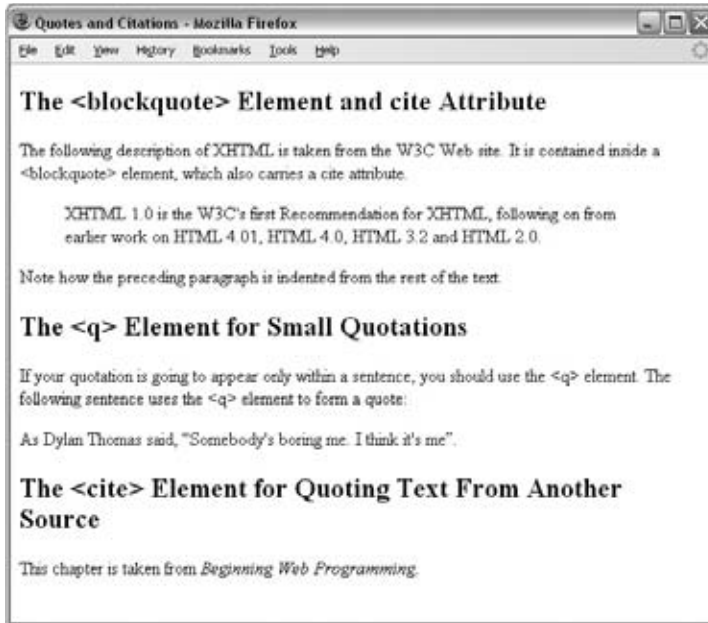 Quotes and Citations - Mozilla Firefox
File Edit View History Bookmarks Tools Help
The <blockquote> Element and cite Attribute
The following description of XHTML is taken from the W3C Web site. It is contained inside a
<blockquote> element, which also carries a cite attribute.
XHTML 1.0 is the W3C's first Recommendation for XHTML, following on from
earlier work on HTML 4.01, HTML 4.0, HTML 3.2 and HTML 2.0.
Note how the preceding paragraph is indented from the rest of the text.
The <q> Element for Small Quotations
If your quotation is going to appear only within a sentence, you should use the <q> element. The
following sentence uses the <q> element to form a quote:
As Dylan Thomas said, "Somebody's boring me. I think it's me".
The <cite> Element for Quoting Text From Another
Source
This chapter is taken from Beginning Web Programming.